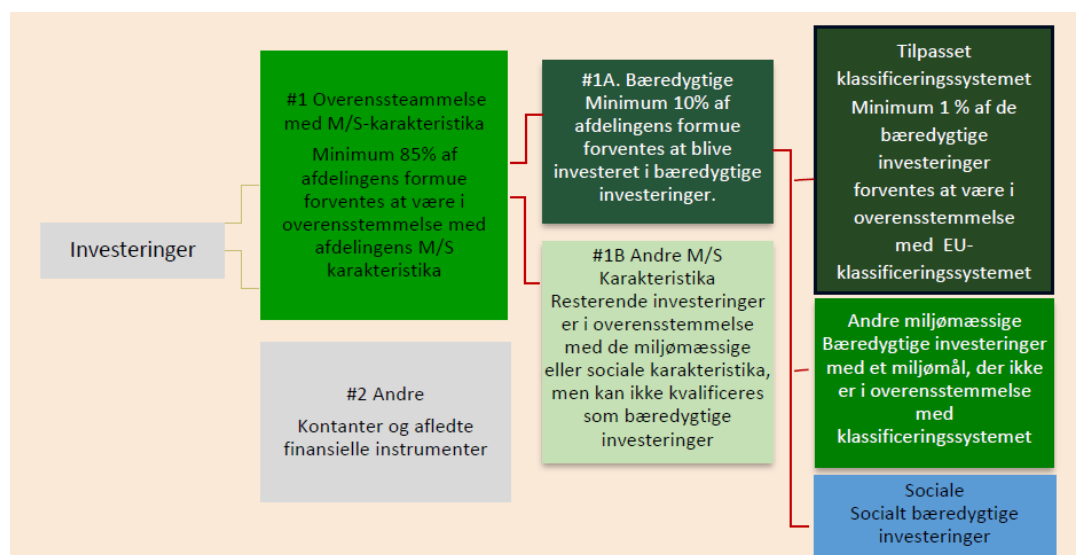 Investeringer
#1 Overenssteammelse
med M/S-karakteristika
Minimum 85% af
afdelingens formue
forventes at være i
overensstemmelse med
afdelingens M/S
karakteristika
#2 Andre
Kontanter og afledte
finansielle instrumenter
#1A. Bæredygtige
Minimum 10% af
afdelingens formue
forventes at blive
investeret i bæredygtige
investeringer.
#1B Andre M/S
Karakteristika
Resterende investeringer
er i overensstemmelse
med de miljømæssige
eller sociale karakteristika,
men kan ikke kvalificeres
som bæredygtige
investeringer
Tilpasset
klassificeringssystemet
Minimum 1 % af de
bæredygtige
investeringer
forventes at være i
overensstemmelse
med EU-
klassificeringssystemet
Andre miljømæssige
Bæredygtige investeringer
med et miljømål, der ikke
er i overensstemmelse
med
klassificeringssystemet
Sociale
Socialt bæredygtige
investeringer